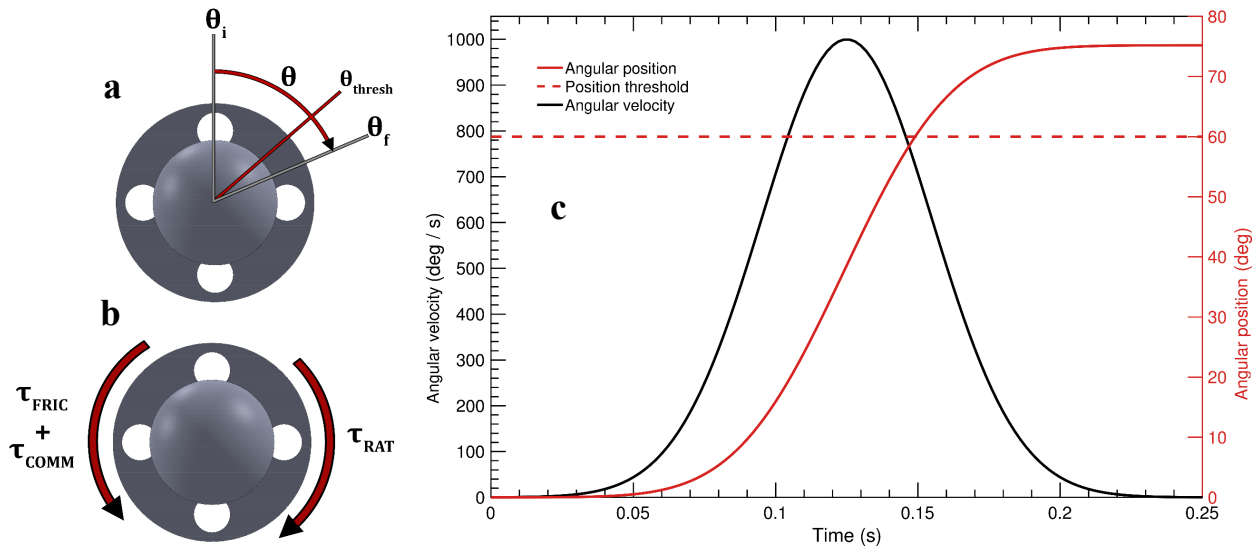 a
θi
θ
θthresh
θf
b
τFRIC
+
τCOMM
τRAT
c
Angular position
Position threshold
Angular velocity
Angular velocity (deg / s)
1000
900
800
700
600
500
400
300
200
100
0
0
0.05
0.1
0.15
0.2
0.25
Time (s)
80
70
60
50
40
30
20
10
0
Angular position (deg)